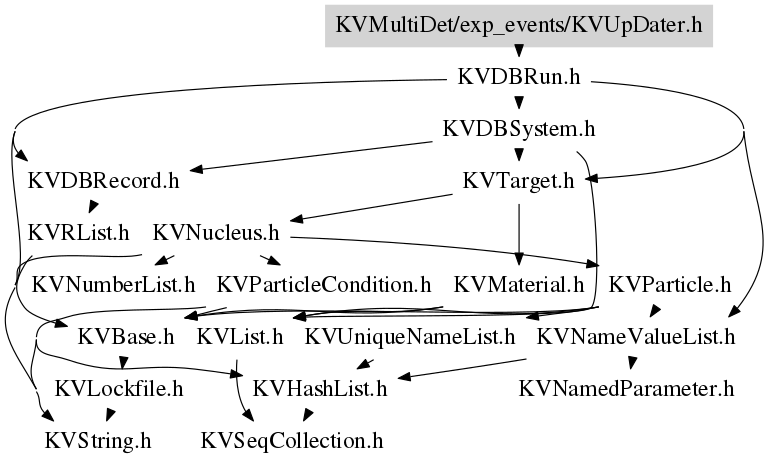 KVMultiDet/exp_events/KVUpDater.h
KVDBRun.h
KVDBSystem.h
KVDBRecord.h
KVTarget.h
KVRList.h
KVNucleus.h
KVNumberList.h
KVParticleCondition.h
KVMaterial.h
KVParticle.h
KVBase.h
KVList.h
KVUniqueNameList.h
KVNameValueList.h
KVLockfile.h
KVHashList.h
KVNamedParameter.h
KVString.h
KVSeqCollection.h